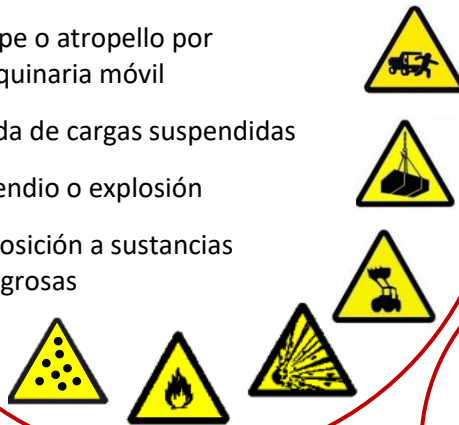 pe o atropello por
quinaria móvil
da de cargas suspendidas
endio o explosión
osición a sustancias
grosas